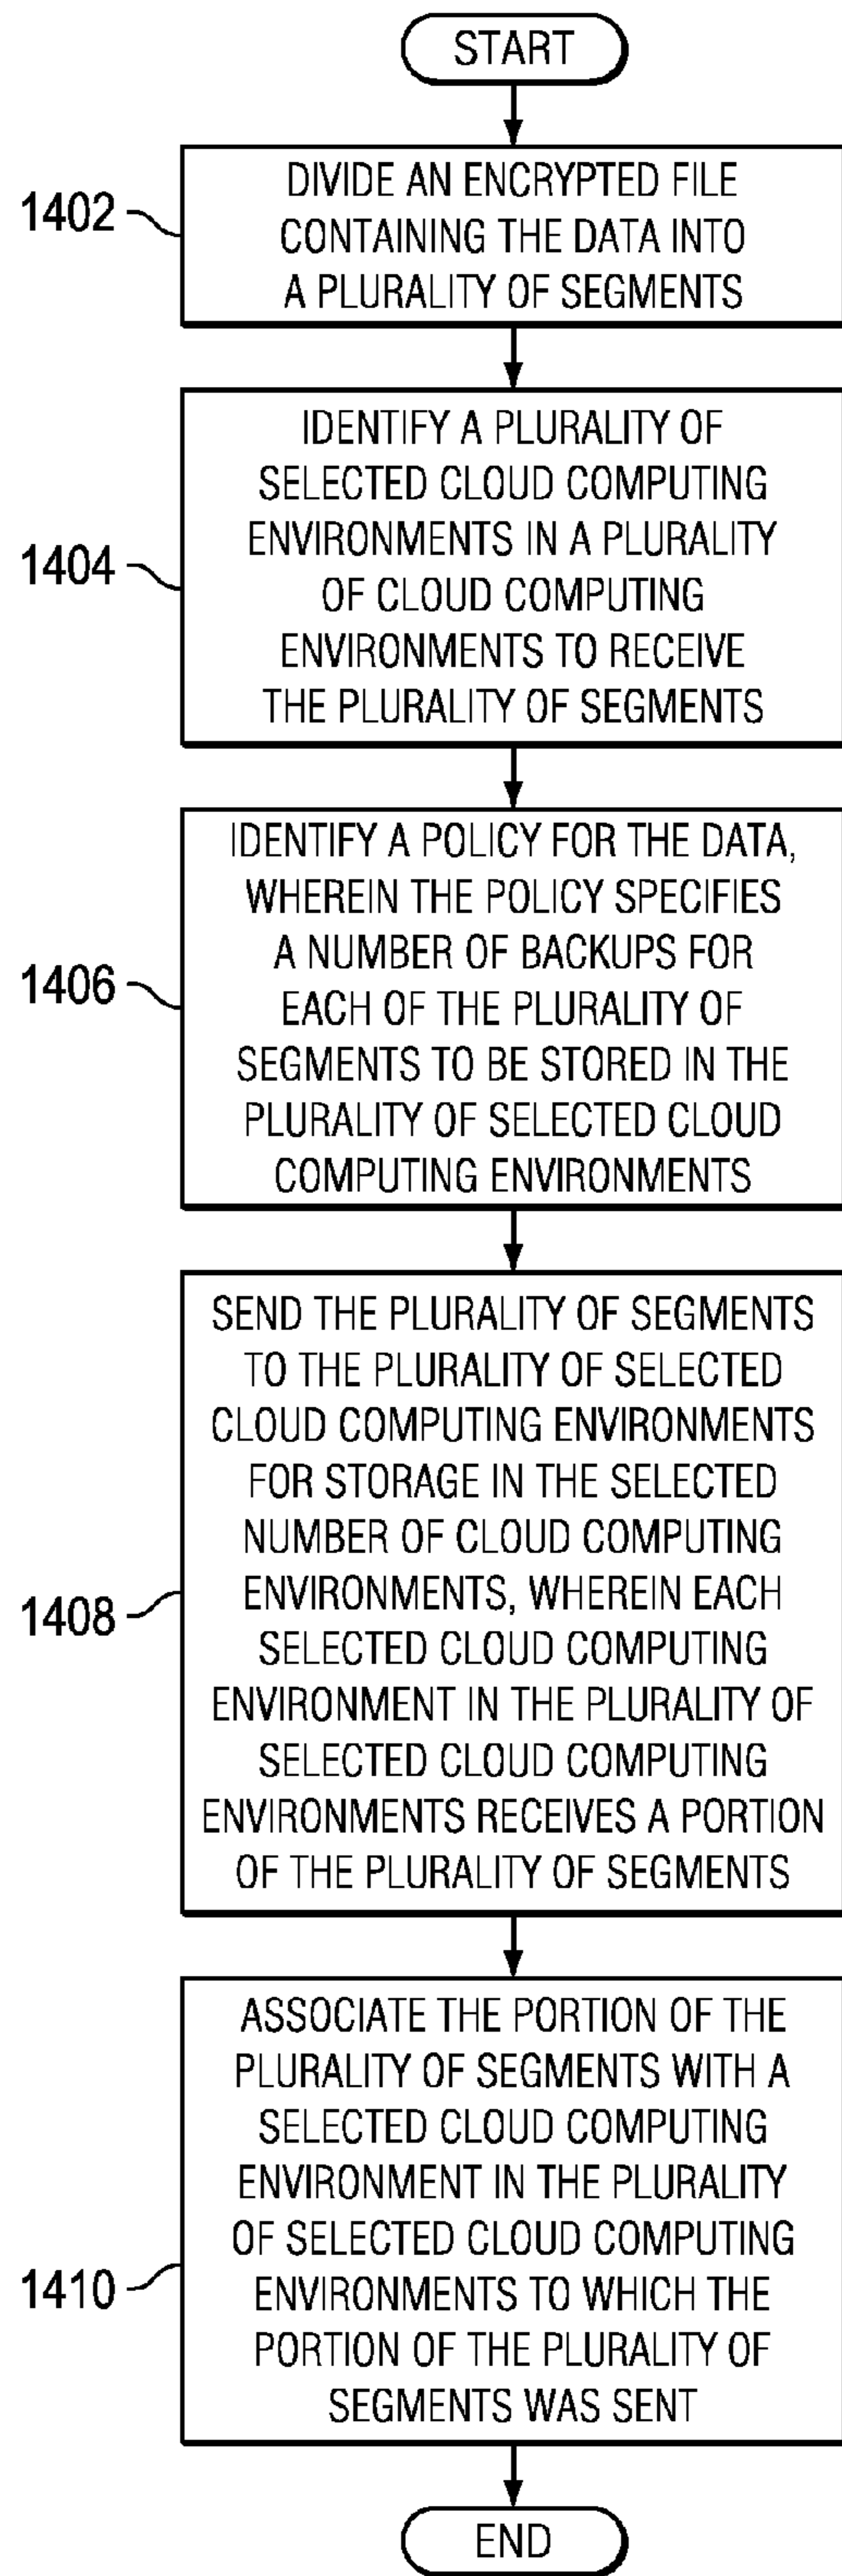 START
1402
DIVIDE AN ENCRYPTED FILE
CONTAINING THE DATA INTO
A PLURALITY OF SEGMENTS
1404
IDENTIFY A PLURALITY OF
SELECTED CLOUD COMPUTING
ENVIRONMENTS IN A PLURALITY
OF CLOUD COMPUTING
ENVIRONMENTS TO RECEIVE
THE PLURALITY OF SEGMENTS
1406
IDENTIFY A POLICY FOR THE DATA,
WHEREIN THE POLICY SPECIFIES
A NUMBER OF BACKUPS FOR
EACH OF THE PLURALITY OF
SEGMENTS TO BE STORED IN THE
PLURALITY OF SELECTED CLOUD
COMPUTING ENVIRONMENTS
1408
SEND THE PLURALITY OF SEGMENTS
TO THE PLURALITY OF SELECTED
CLOUD COMPUTING ENVIRONMENTS
FOR STORAGE IN THE SELECTED
NUMBER OF CLOUD COMPUTING
ENVIRONMENTS, WHEREIN EACH
SELECTED CLOUD COMPUTING
ENVIRONMENT IN THE PLURALITY OF
SELECTED CLOUD COMPUTING
ENVIRONMENTS RECEIVES A PORTION
OF THE PLURALITY OF SEGMENTS
1410
ASSOCIATE THE PORTION OF THE
PLURALITY OF SEGMENTS WITH A
SELECTED CLOUD COMPUTING
ENVIRONMENT IN THE PLURALITY
OF SELECTED CLOUD COMPUTING
ENVIRONMENTS TO WHICH THE
PORTION OF THE PLURALITY OF
SEGMENTS WAS SENT
END